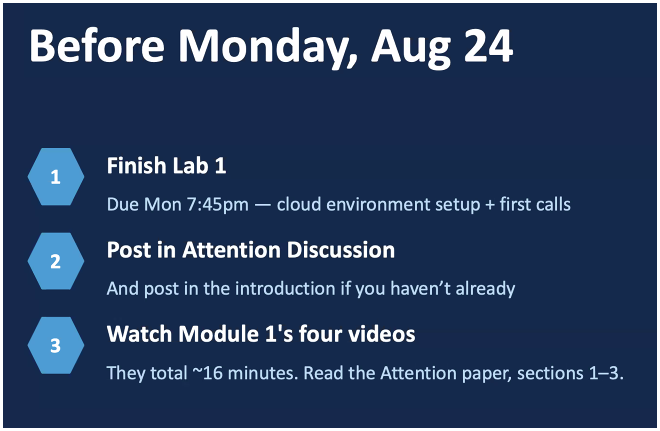 Before Monday, Aug 24
1
Finish Lab 1
Due Mon 7:45pm — cloud environment setup + first calls
2
Post in Attention Discussion
And post in the introduction if you haven’t already
3
Watch Module 1's four videos
They total ~16 minutes. Read the Attention paper, sections 1–3.